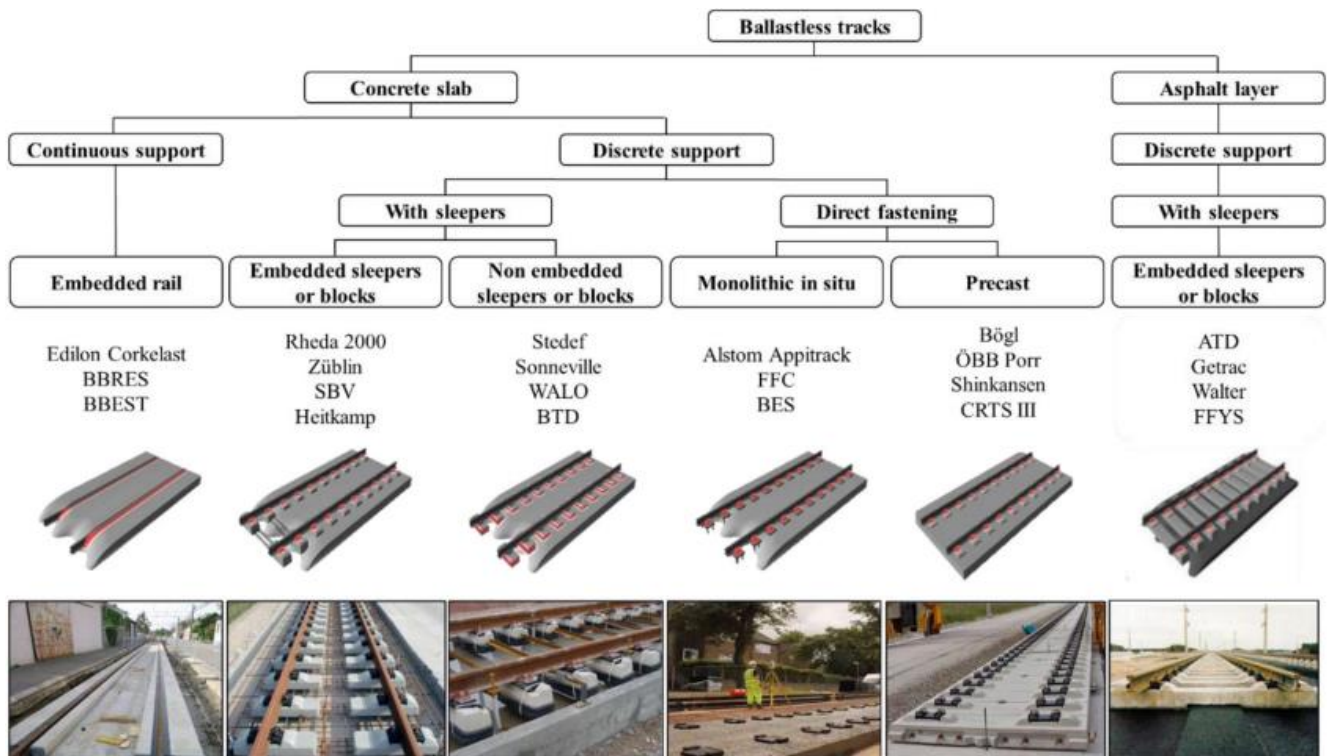 Ballastless tracks
Concrete slab
Asphalt layer
Continuous support
Discrete support
Discrete support
With sleepers
Direct fastening
With sleepers
Embedded rail
Embedded sleepers
or blocks
Non embedded
sleepers or blocks
Monolithic in situ
Precast
Embedded sleepers
or blocks
Edilon Corkelast
BBRES
BBEST
Rheda 2000
Züblin
SBV
Heitkamp
Stedef
Sonneville
WALO
BTD
Alstom Appitrack
FFC
BES
Bögl
ÖBB Porr
Shinkansen
CRTS III
ATD
Getrac
Walter
FFYS